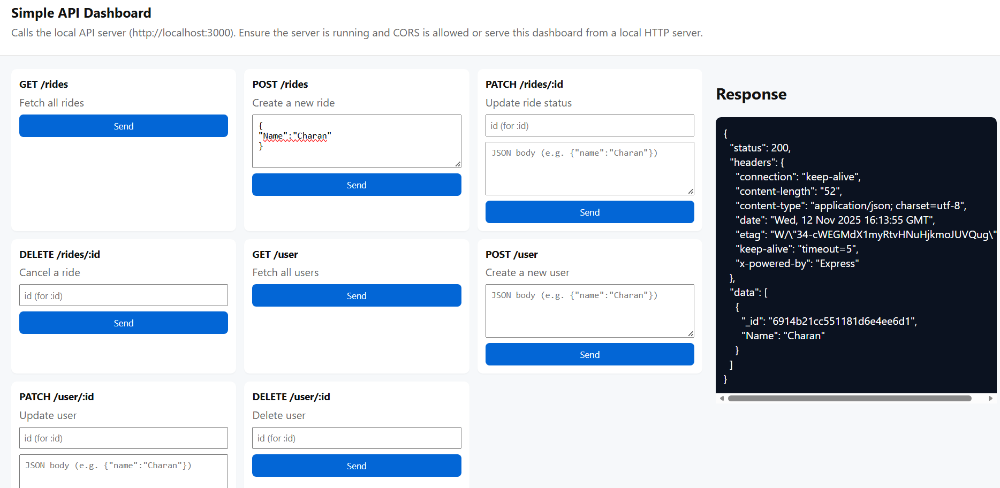 Simple API Dashboard
Calls the local API server (http://localhost:3000). Ensure the server is running and CORS is allowed or serve this dashboard from a local HTTP server.
GET /rides
Fetch all rides
Send
POST /rides
Create a new ride
{
"Name":"Charan"
}
Send
PATCH /rides/:id
Update ride status
id (for :id)
JSON body (e.g. {"name":"Charan"})
Send
DELETE /rides/:id
Cancel a ride
id (for :id)
Send
GET /user
Fetch all users
Send
POST /user
Create a new user
JSON body (e.g. {"name":"Charan"})
Send
PATCH /user/:id
Update user
id (for :id)
JSON body (e.g. {"name":"Charan"})
DELETE /user/:id
Delete user
id (for :id)
Send
Response
{
"status": 200,
"headers": {
"connection": "keep-alive",
"content-length": "52",
"content-type": "application/json; charset=utf-8",
"date": "Wed, 12 Nov 2025 16:13:55 GMT",
"etag": "W/\"34-cWEGMdX1myRtvHNuHjkmoJUVQug\"
"keep-alive": "timeout=5",
"x-powered-by": "Express"
},
"data": [
{
"_id": "6914b21cc551181d6e4ee6d1",
"Name": "Charan"
}
]
}